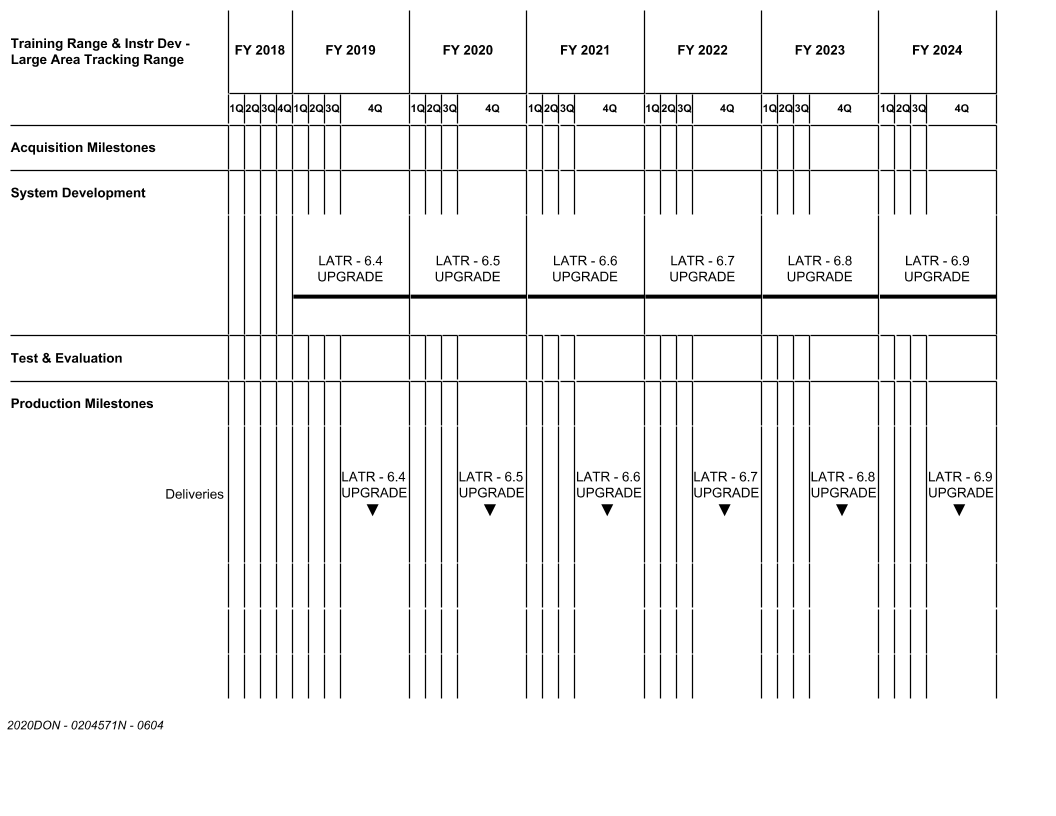 Training Range & Instr Dev -
Large Area Tracking Range
FY 2018 FY 2019 FY 2020 FY 2021 FY 2022 FY 2023 FY 2024
1Q 2Q 3Q 4Q 1Q 2Q 3Q 4Q 1Q 2Q 3Q 4Q 1Q 2Q 3Q 4Q 1Q 2Q 3Q 4Q 1Q 2Q 3Q 4Q 1Q 2Q 3Q 4Q
Acquisition Milestones
System Development
LATR - 6.4 LATR - 6.5 LATR - 6.6 LATR - 6.7 LATR - 6.8 LATR - 6.9
UPGRADE UPGRADE UPGRADE UPGRADE UPGRADE UPGRADE
Test & Evaluation
Production Milestones
Deliveries
LATR - 6.4 LATR - 6.5 LATR - 6.6 LATR - 6.7 LATR - 6.8 LATR - 6.9
UPGRADE UPGRADE UPGRADE UPGRADE UPGRADE UPGRADE
2020DON - 0204571N - 0604